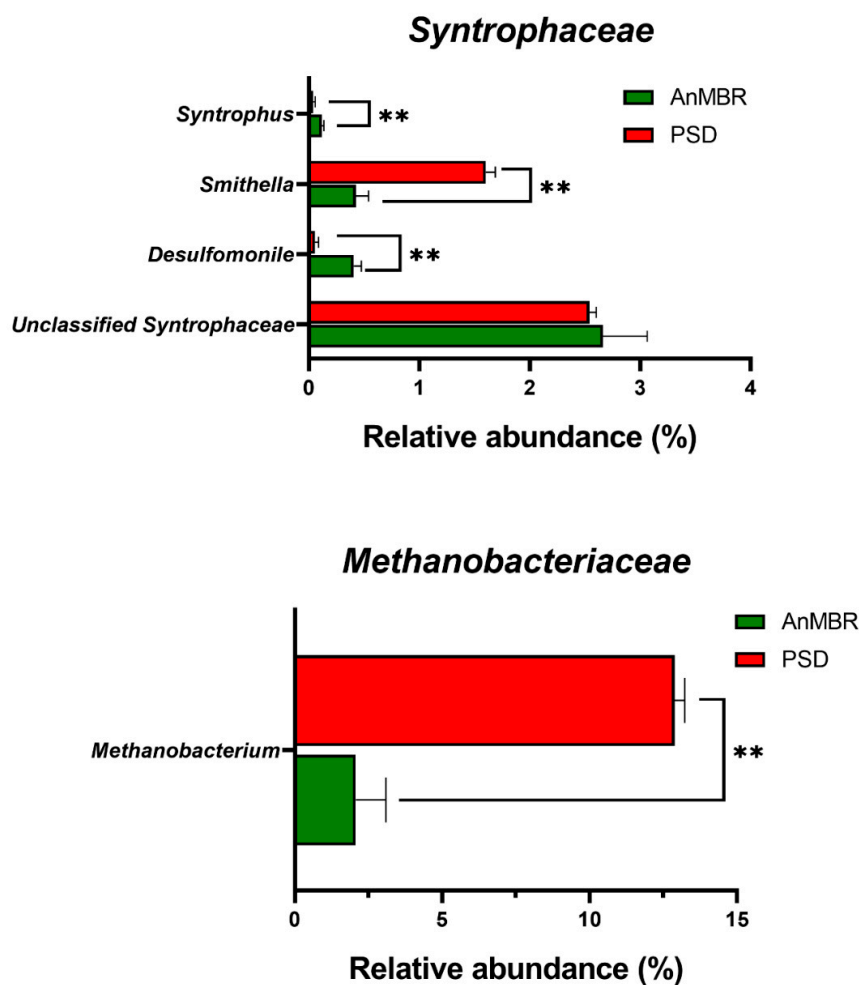 Syntrophaceae
AnMBR
PSD
Syntrophus
**
Smithella
**
Desulfomonile
**
Unclassified Syntrophaceae
0 1 2 3 4
Relative abundance (%)
Methanobacteriaceae
AnMBR
PSD
Methanobacterium
**
0 5 10 15
Relative abundance (%)